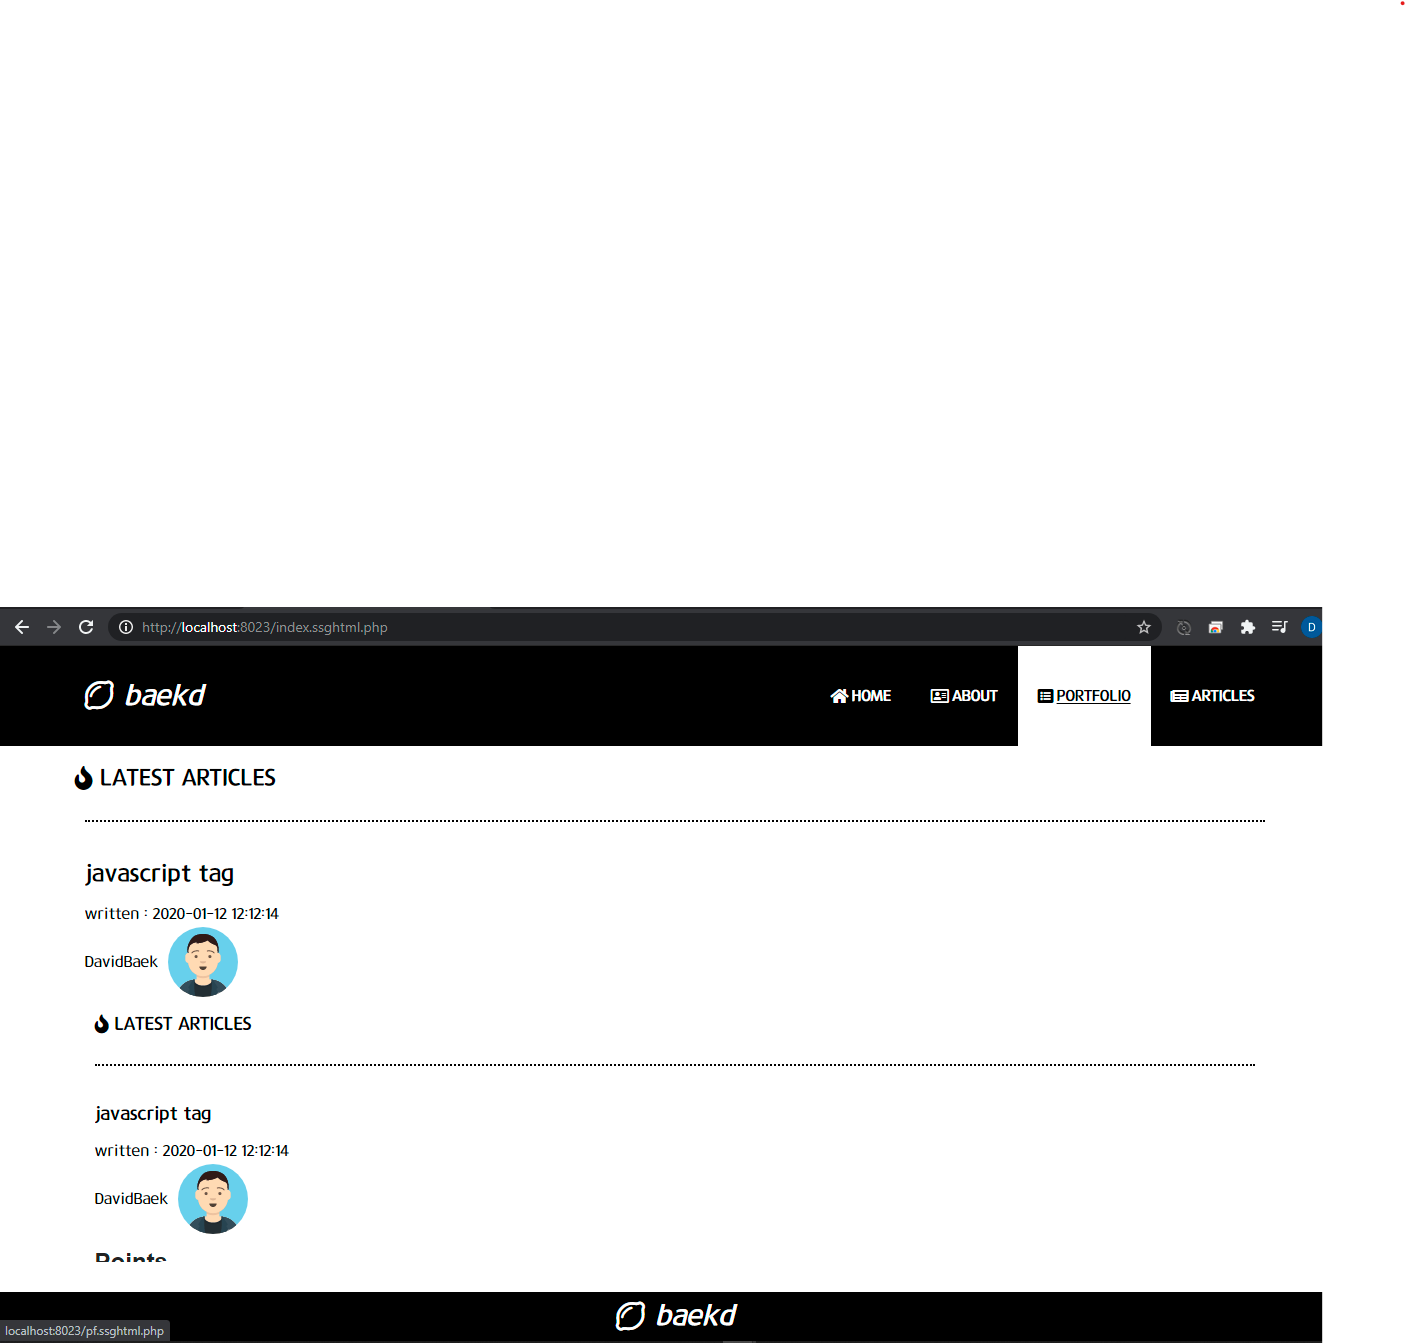 http://localhost:8023/index.ssghtml.php
D
baekd
HOME ABOUT PORTFOLIO ARTICLES
LATEST ARTICLES
javascript tag
written : 2020-01-12 12:12:14
DavidBaek
LATEST ARTICLES
javascript tag
written : 2020-01-12 12:12:14
DavidBaek
Points
baekd
localhost:8023/pf.ssghtml.php